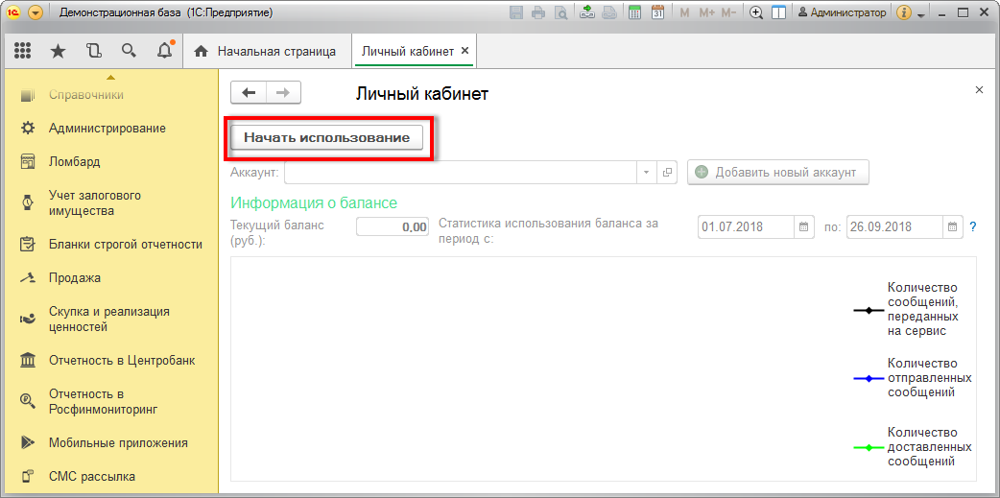 Демонстрационная база (1С:Предприятие)
M M+ M-
Администратор
Начальная страница
Личный кабинет
Справочники
Администрирование
Ломбард
Учет залогового
имущества
Бланки строгой отчетности
Продажа
Скупка и реализация
ценностей
Отчетность в Центробанк
Отчетность в
Росфинмониторинг
Мобильные приложения
СМС рассылка
Личный кабинет
Начать использование
Аккаунт:
Добавить новый аккаунт
Информация о балансе
Текущий баланс
(руб.):
0,00
Статистика использования баланса за
период с:
01.07.2018
по:
26.09.2018
?
Количество
сообщений,
переданных
на сервис
Количество
отправленных
сообщений
Количество
доставленных
сообщений